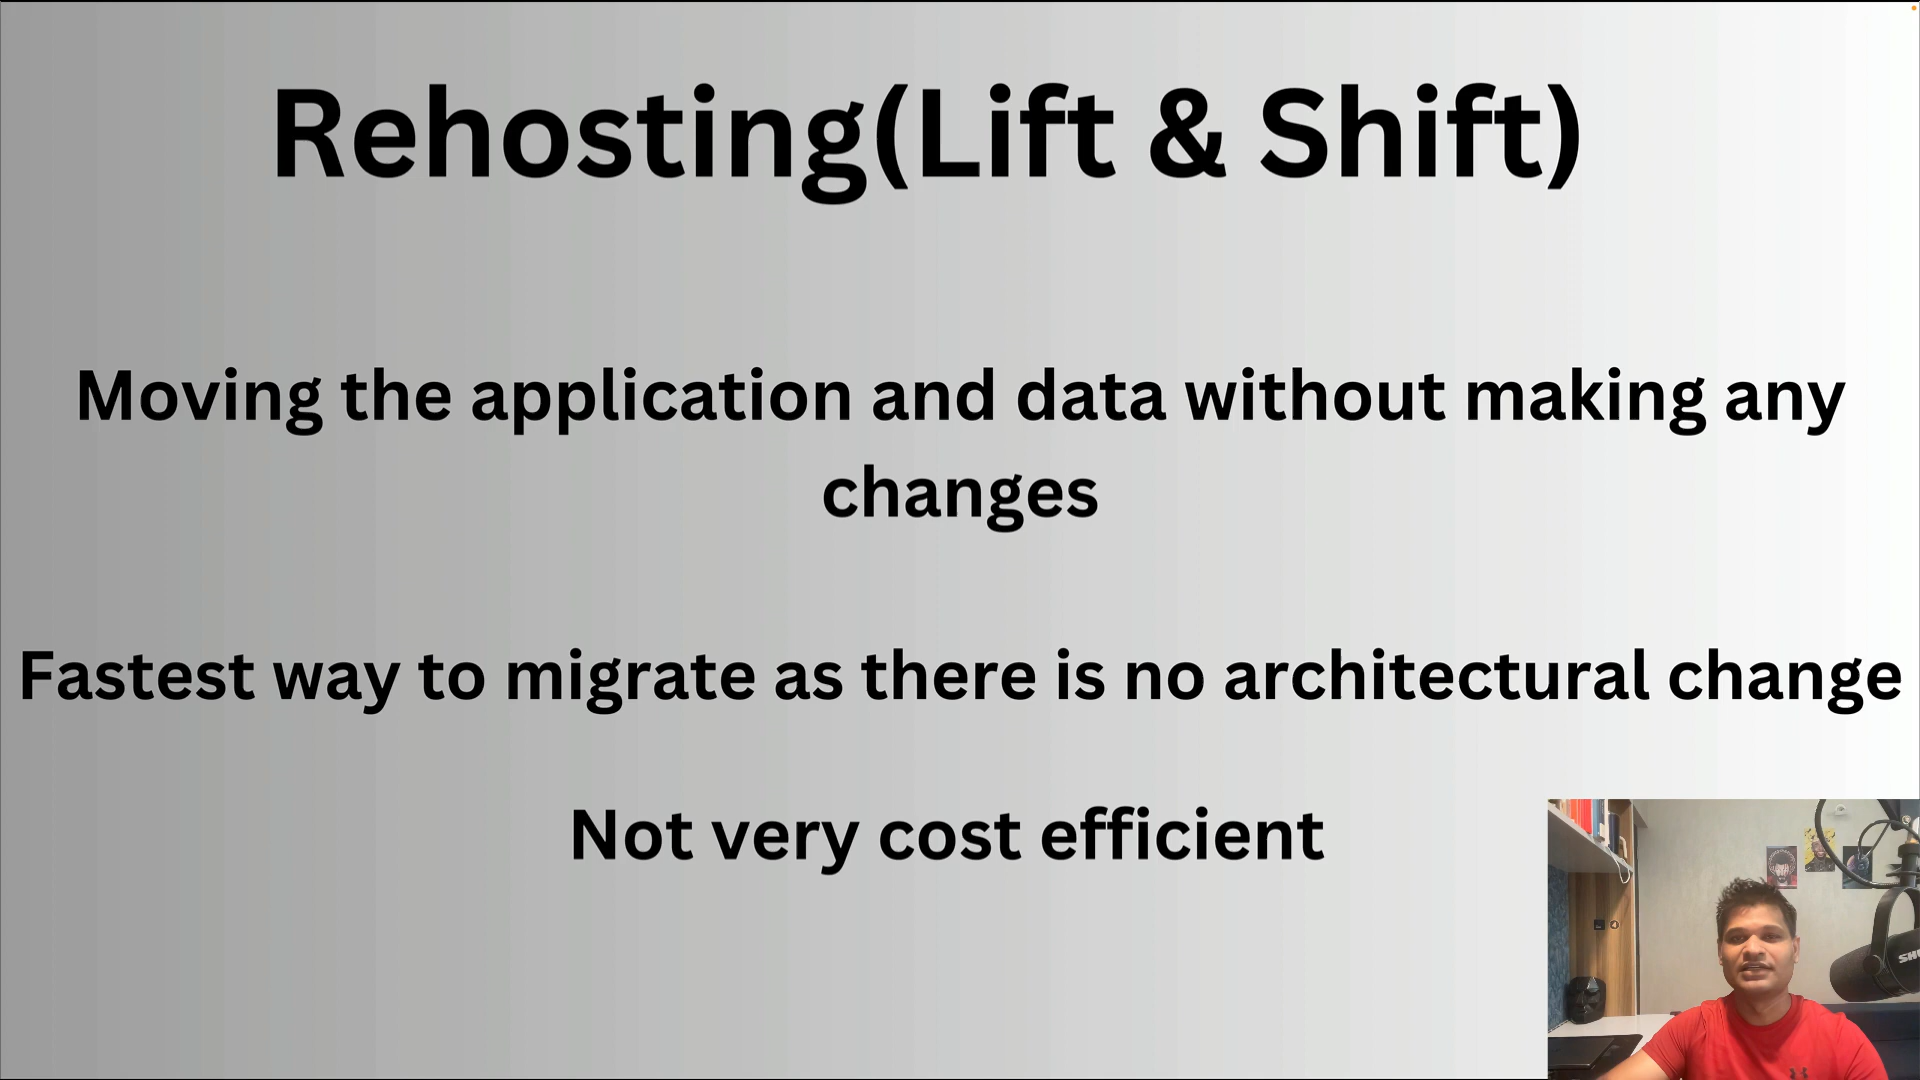 Rehosting(Lift & Shift)
Moving the application and data without making any
changes
Fastest way to migrate as there is no architectural change
Not very cost efficient